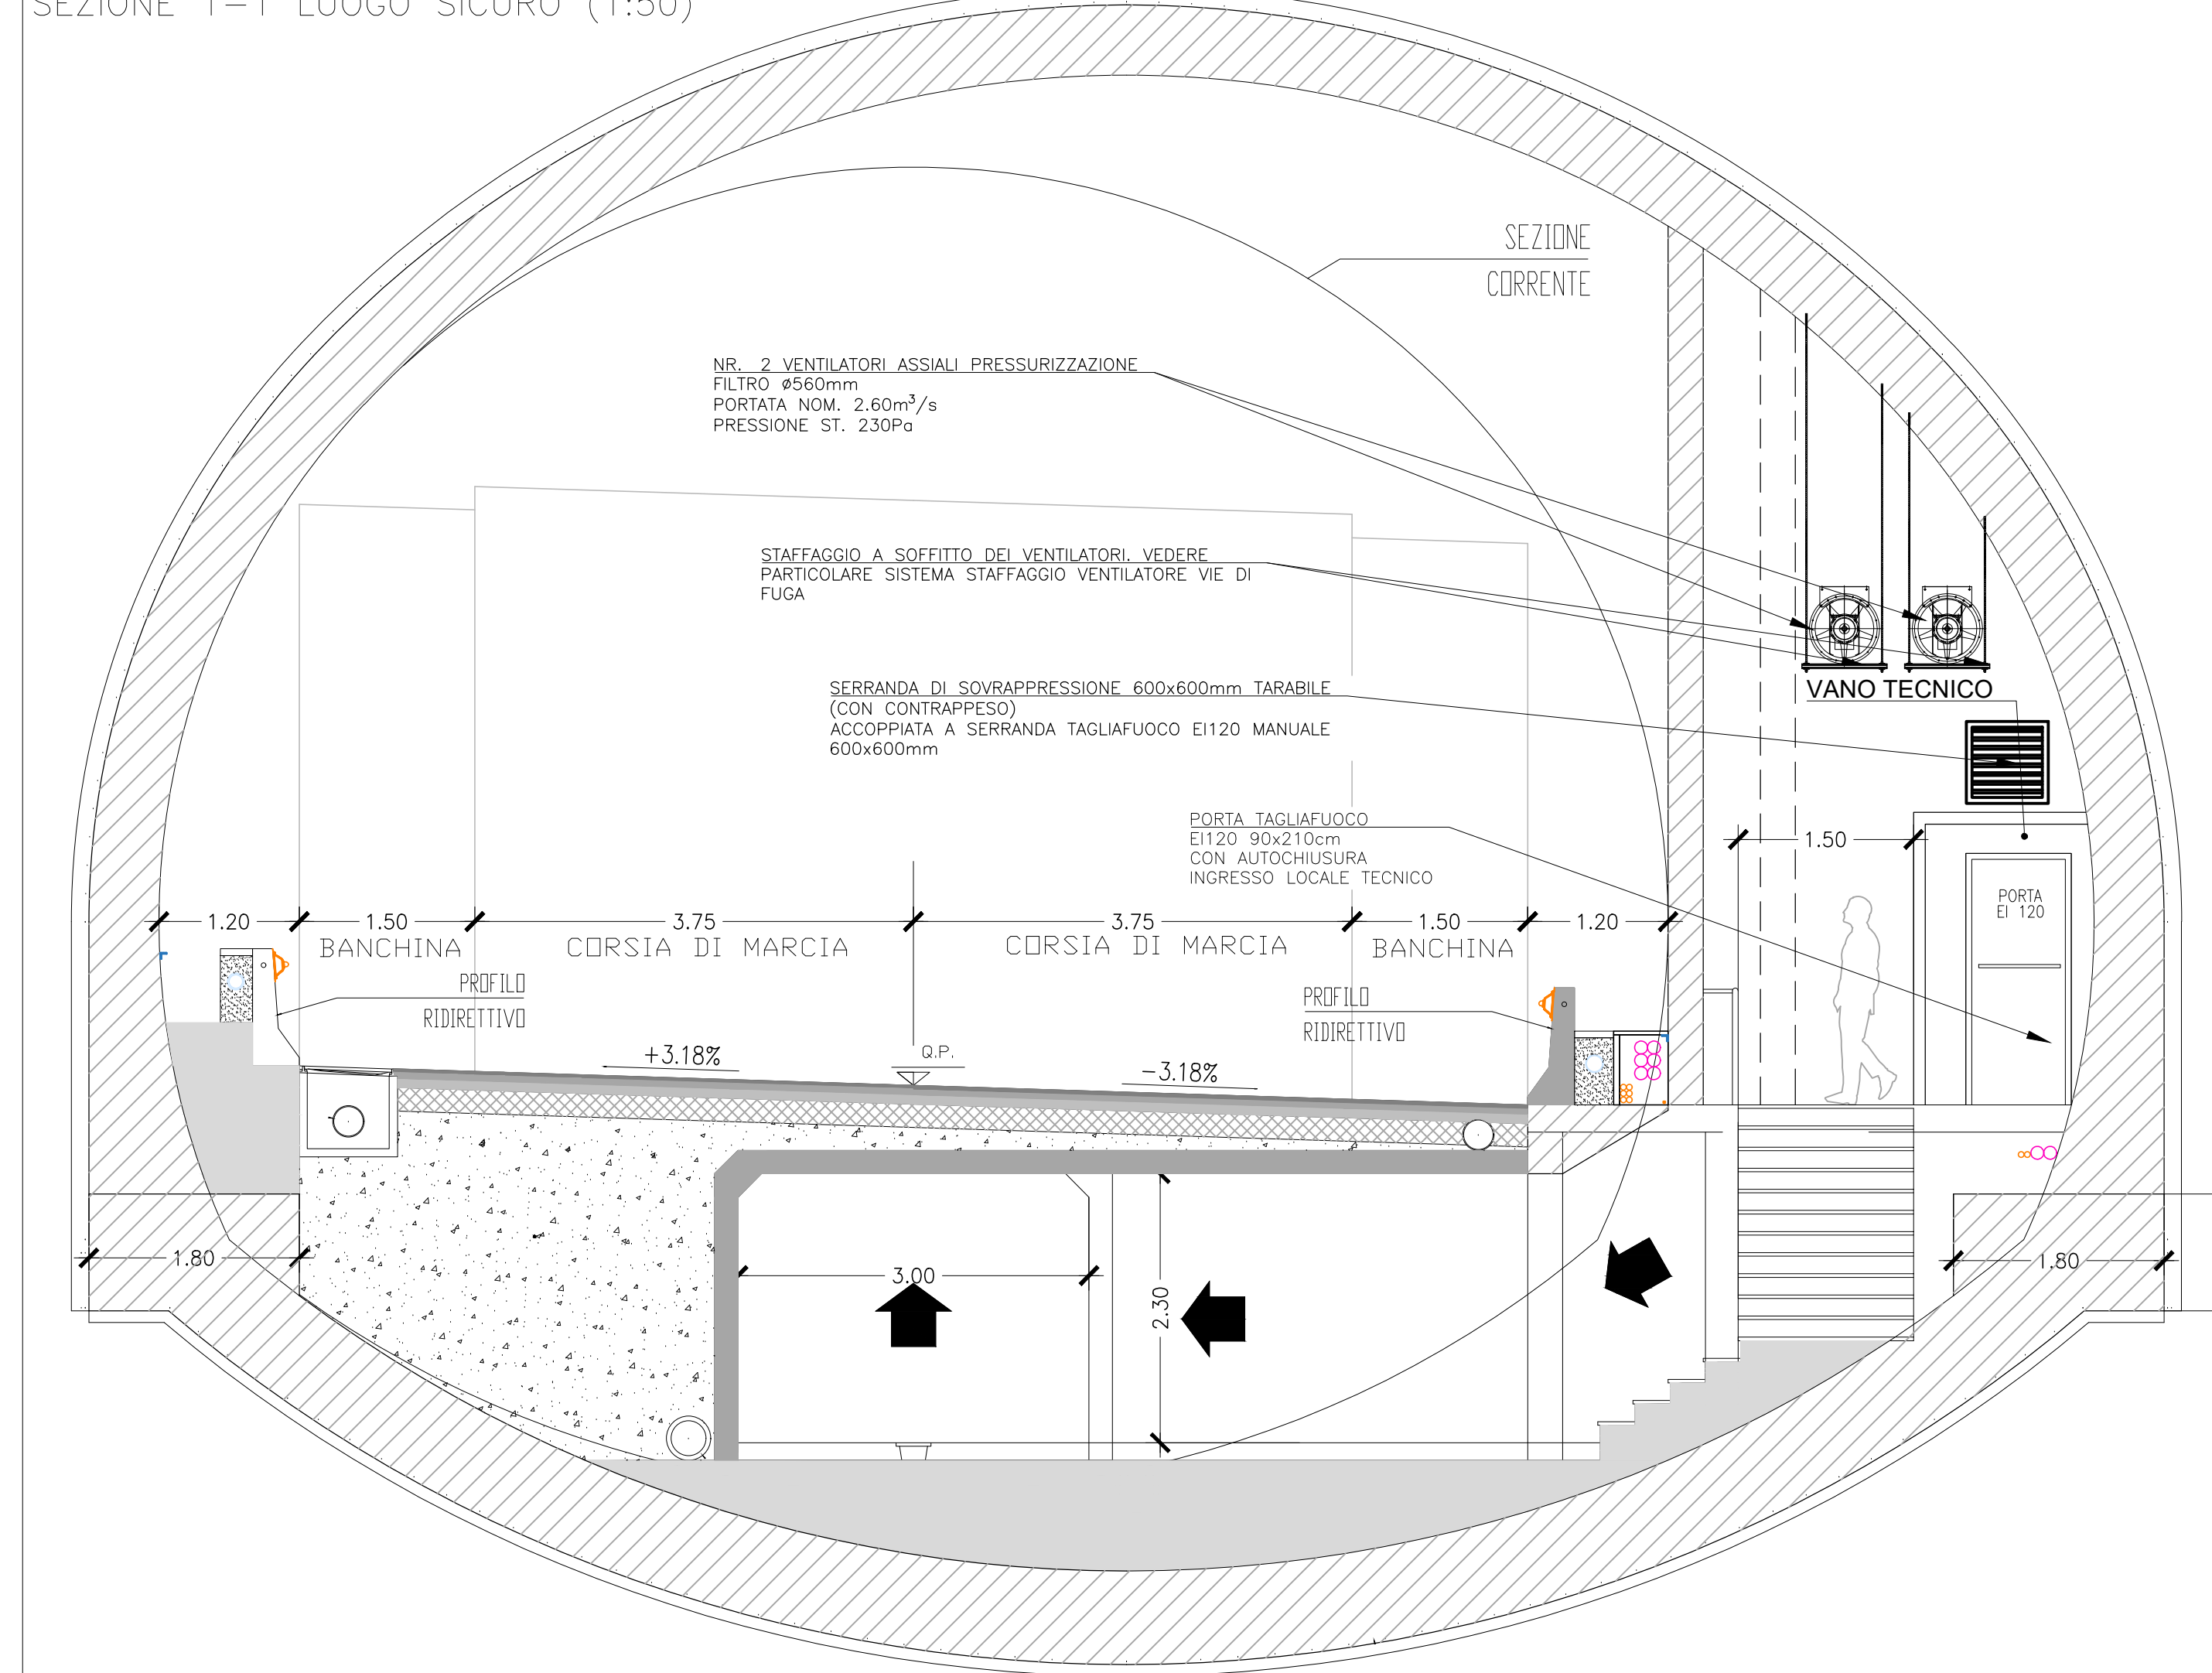 SEZIONE 1-1 LUOGO SICURO (1:50)
SEZIONE
CORRENTE
NR. 2 VENTILATORI ASSIALI PRESSURIZZAZIONE
FILTRO ø560mm
PORTATA NOM. 2.60m³/s
PRESSIONE ST. 230Pa
STAFFAGGIO A SOFFITTO DEI VENTILATORI. VEDERE
PARTICOLARE SISTEMA STAFFAGGIO VENTILATORE VIE DI
FUGA
SERRANDA DI SOVRAPPRESSIONE 600x600mm TARABILE
(CON CONTRAPPESO)
ACCOPPIATA A SERRANDA TAGLIAFUOCO EI120 MANUALE
600x600mm
VANO TECNICO
PORTA TAGLIAFUOCO
EI120 90x210cm
CON AUTOCHIUSURA
INGRESSO LOCALE TECNICO
1.50
PORTA
EI 120
1.20 1.50 3.75 3.75 1.50 1.20
BANCHINA CORSIA DI MARCIA CORSIA DI MARCIA BANCHINA
PROFILO
RIDIRETTIVO
PROFILO
RIDIRETTIVO
+3.18%
Q.P.
-3.18%
1.80
3.00
2.30
1.80